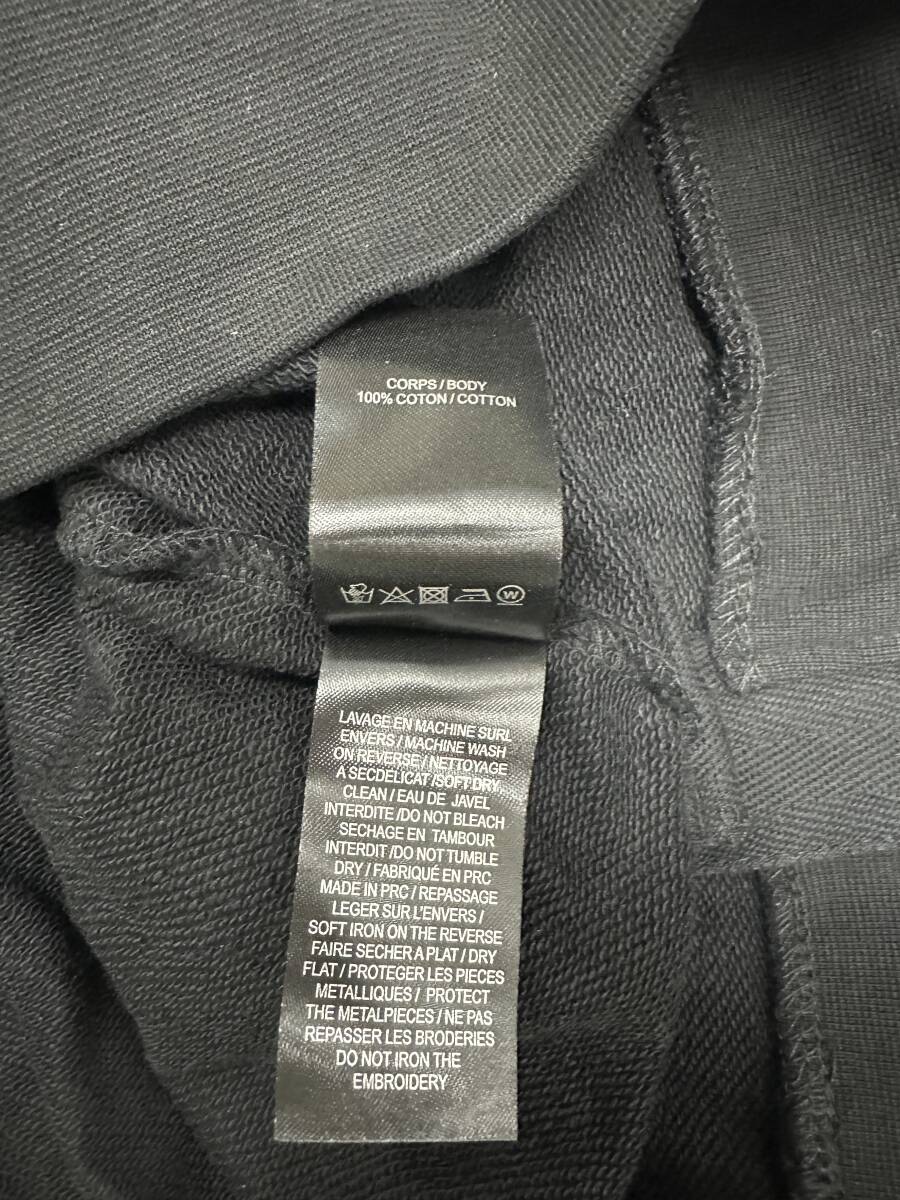 CORPS / BODY
100% COTON / COTTON
W
LAVAGE EN MACHINE SURL
ENVERS / MACHINE WASH
ON REVERSE / NETTOYAGE
A SECDELICAT /SOFT DRY
CLEAN / EAU DE JAVEL
INTERDITE /DO NOT BLEACH
SECHAGE EN TAMBOUR
INTERDIT /DO NOT TUMBLE
DRY / FABRIQUÉ EN PRC
MADE IN PRC / REPASSAGE
LEGER SUR L'ENVERS /
SOFT IRON ON THE REVERSE
FAIRE SECHER A PLAT / DRY
FLAT / PROTEGER LES PIECES
METALLIQUES / PROTECT
THE METALPIECES / NE PAS
REPASSER LES BRODERIES
DO NOT IRON THE
EMBROIDERY